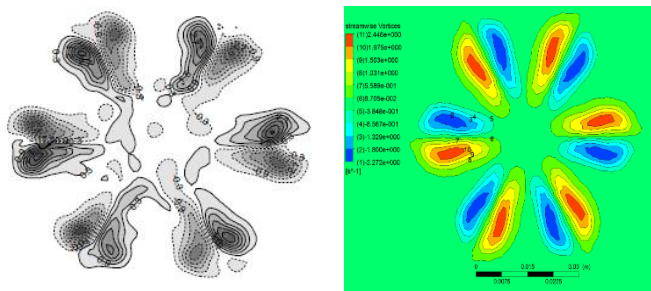 streamwise Vortices
(11)2.446e+000
(10)1.975e+000
(9)1.503e+000
(8)1.031e+000
(7)5.589e-001
(6)8.705e-002
(5)-3.848e-001
(4)-8.567e-001
(3)-1.329e+000
(2)-1.800e+000
(1)-2.272e+000
[s^-1]
0 0.015 0.03 (m)
0.0075 0.0225